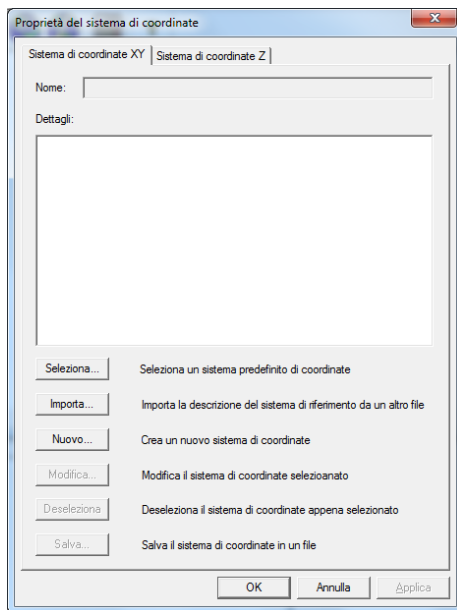 Proprietà del sistema di coordinate
Sistema di coordinate XY
Sistema di coordinate Z
Nome:
Dettagli:
Seleziona... Seleziona un sistema predefinito di coordinate
Importa... Importa la descrizione del sistema di riferimento da un altro file
Nuovo... Crea un nuovo sistema di coordinate
Modifica... Modifica il sistema di coordinate selezioanato
Deseleziona Deseleziona il sistema di coordinate appena selezionato
Salva... Salva il sistema di coordinate in un file
OK Annulla Applica